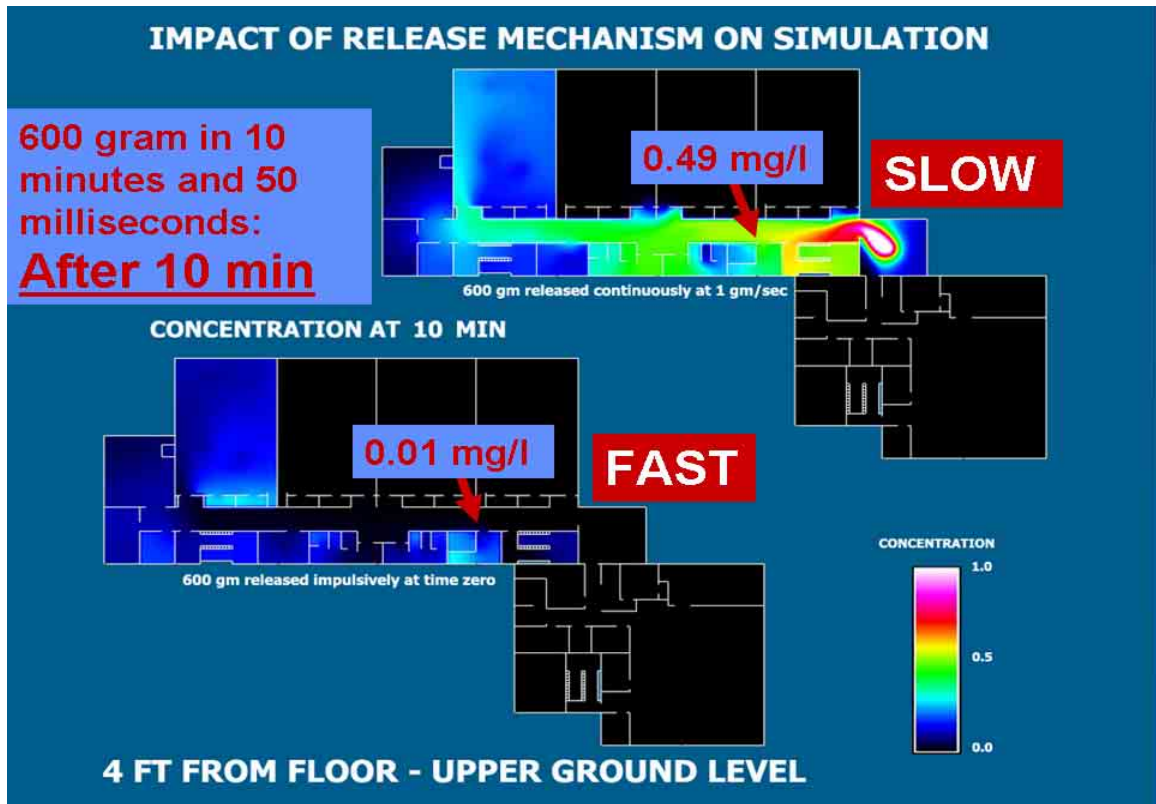 IMPACT OF RELEASE MECHANISM ON SIMULATION
600 gram in 10
minutes and 50
milliseconds:
After 10 min
0.49 mg/l
SLOW
600 gm released continuously at 1 gm/sec
CONCENTRATION AT 10 MIN
0.01 mg/l
FAST
600 gm released impulsively at time zero
CONCENTRATION
1.0
0.5
0.0
4 FT FROM FLOOR - UPPER GROUND LEVEL